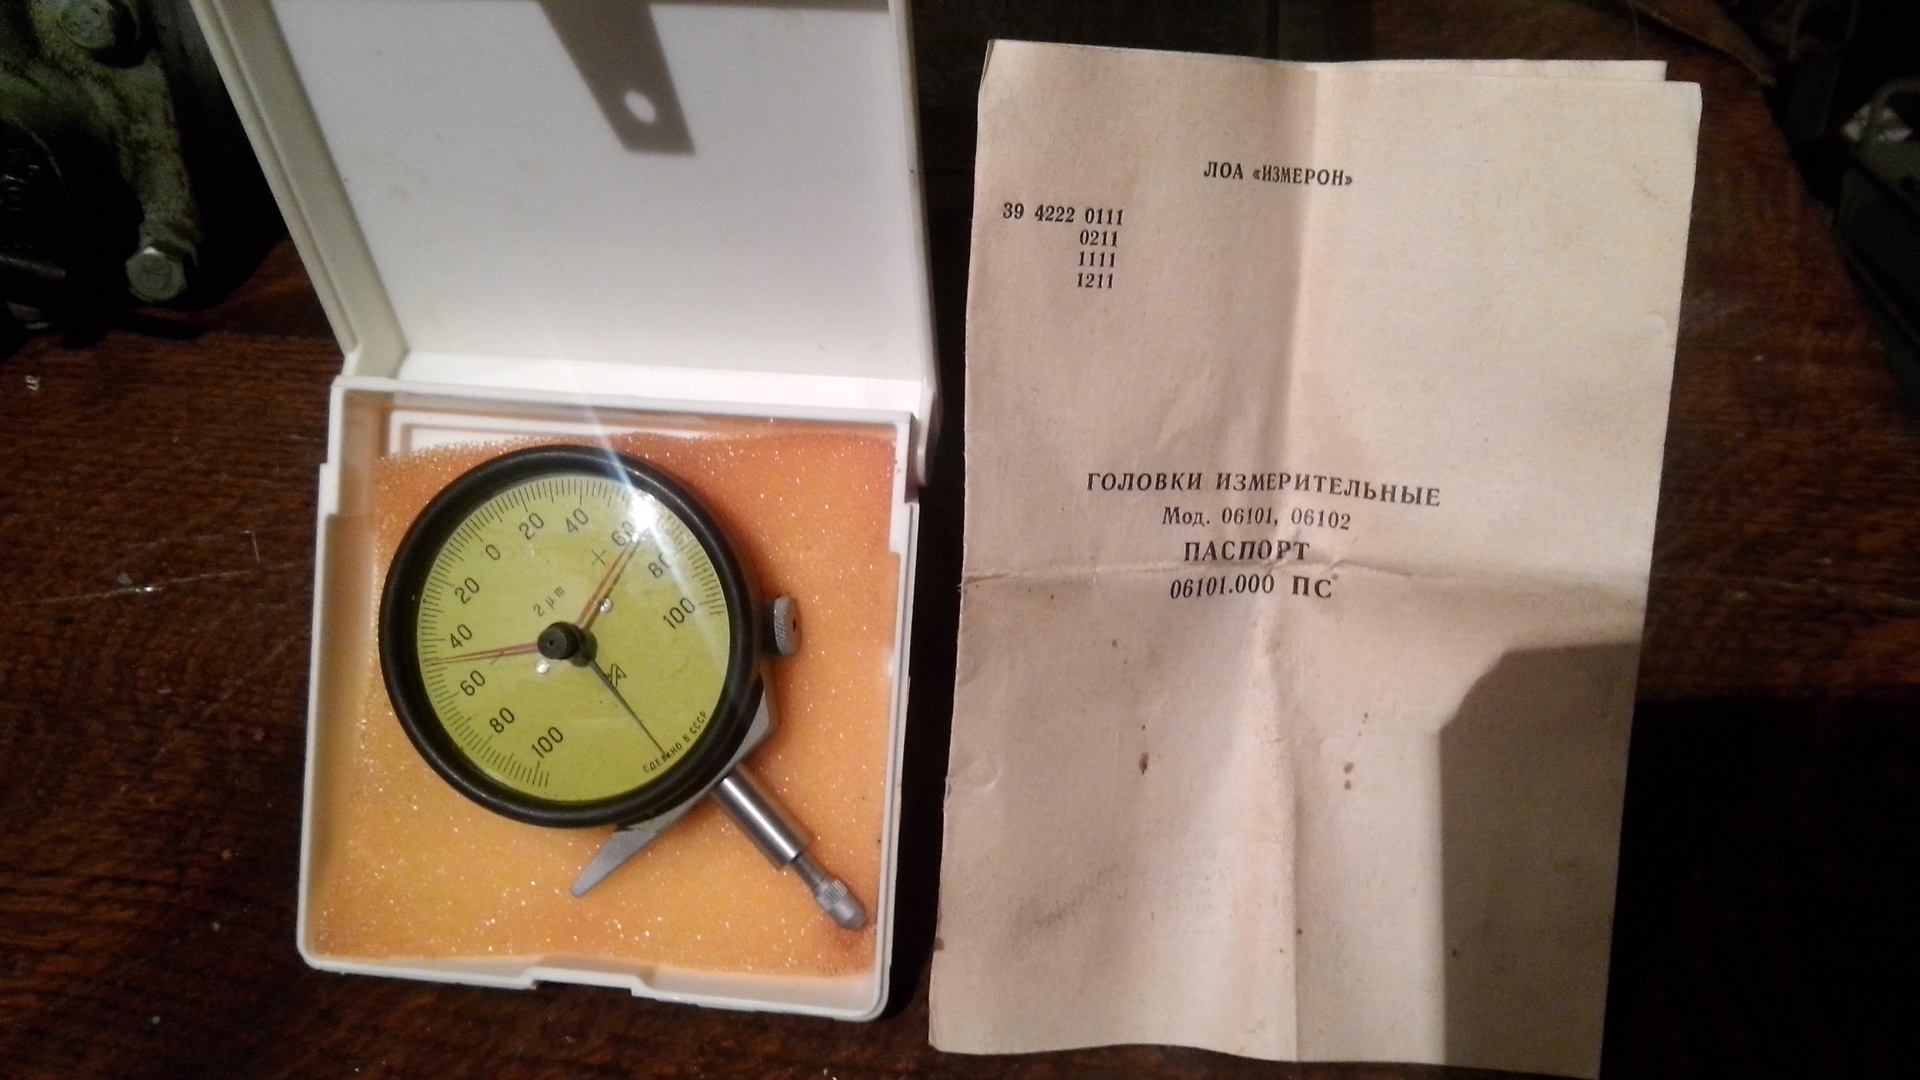 100
80
60
40
20
0
20
40
60
80
100
+
-
2 μm
СДЕЛАНО В СССР
ЛОА «ИЗМЕРОН»
39 4222 0111
0211
1111
1211
ГОЛОВКИ ИЗМЕРИТЕЛЬНЫЕ
Мод. 06101, 06102
ПАСПОРТ
06101.000 ПС